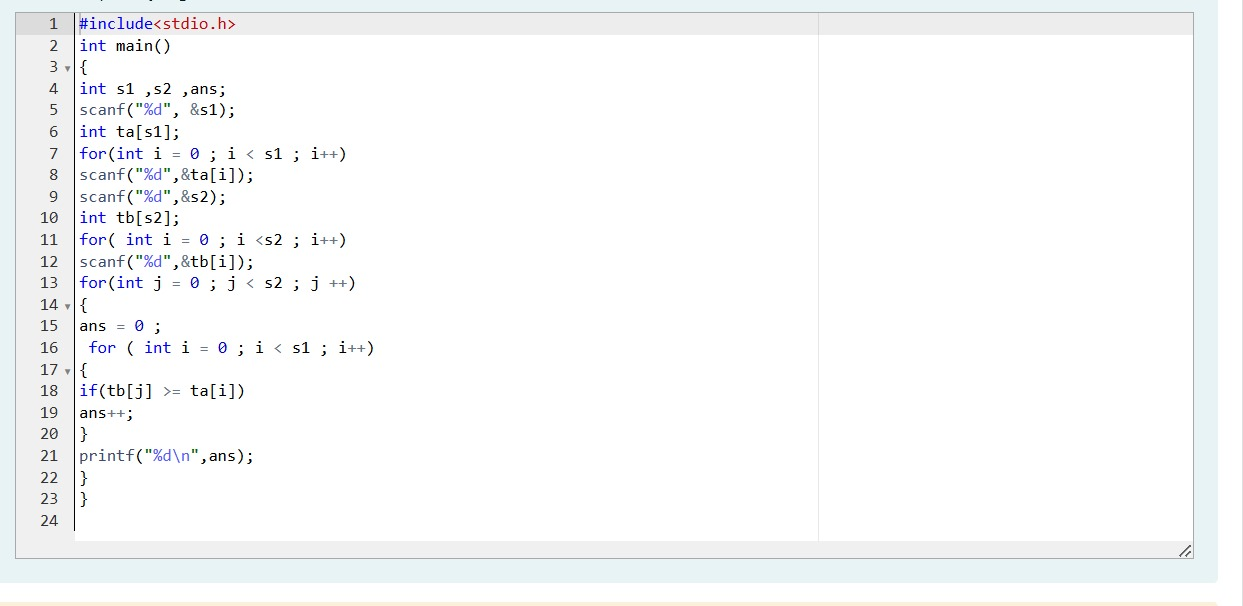 1 #include<stdio.h>
2 int main()
3 {
4 int s1 ,s2 ,ans;
5 scanf("%d", &s1);
6 int ta[s1];
7 for(int i = 0 ; i < s1 ; i++)
8 scanf("%d",&ta[i]);
9 scanf("%d",&s2);
10 int tb[s2];
11 for( int i = 0 ; i <s2 ; i++)
12 scanf("%d",&tb[i]);
13 for(int j = 0 ; j < s2 ; j ++)
14 {
15 ans = 0 ;
16  for ( int i = 0 ; i < s1 ; i++)
17 {
18 if(tb[j] >= ta[i])
19 ans++;
20 }
21 printf("%d\n",ans);
22 }
23 }
24